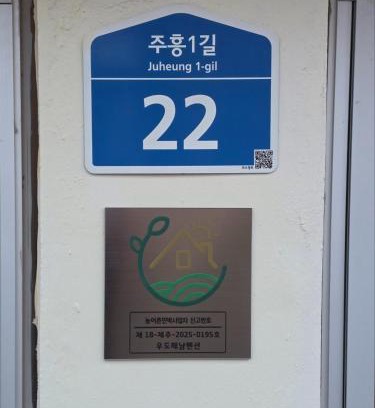 주흥1길
Juheung 1-gil
22
농어촌민박사업자 신고번호
제 18-제주-2025-0195호
우도해남펜션